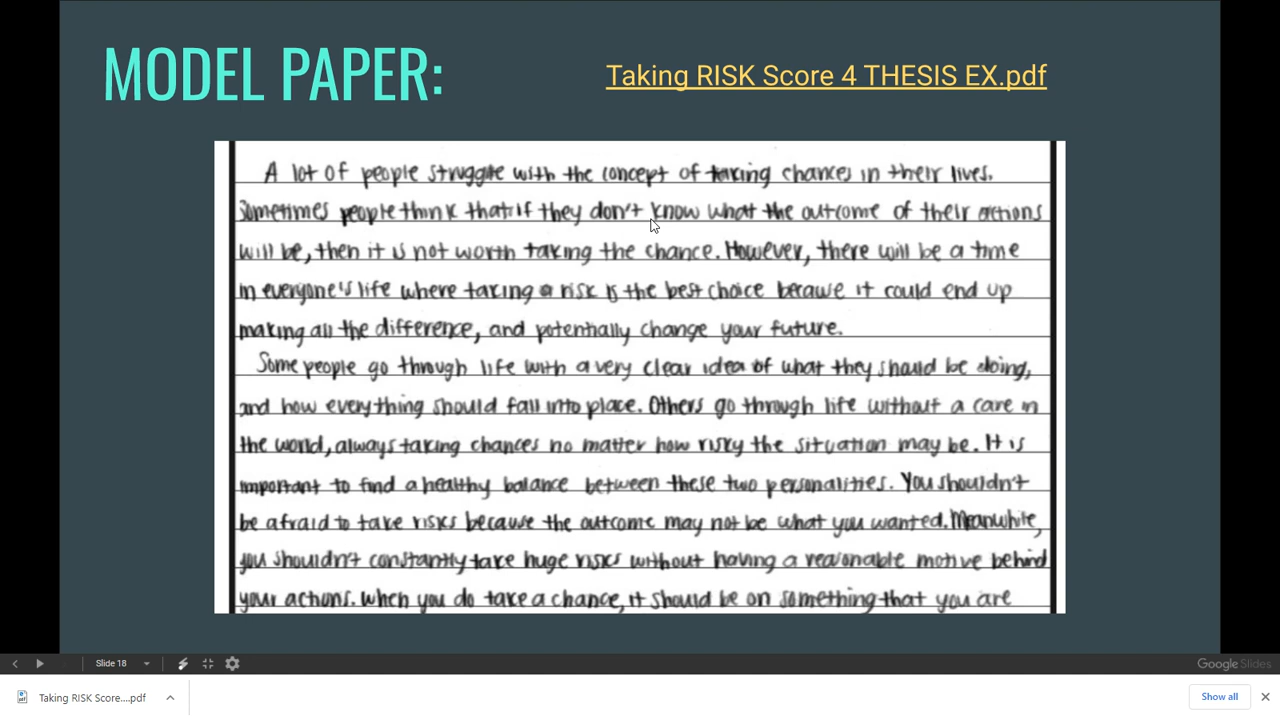 MODEL PAPER:
Taking RISK Score 4 THESIS EX.pdf
A lot of people struggle with the concept of taking chances in their lives.
Sometimes people think that if they don't know what the outcome of their actions
will be, then it is not worth taking the chance. However, there will be a time
in everyone's life where taking a risk is the best choice because it could end up
making all the difference, and potentially change your future.
Some people go through life with a very clear idea of what they should be doing,
and how everything should fall into place. Others go through life without a care in
the world, always taking chances no matter how risky the situation may be. It is
important to find a healthy balance between these two personalities. You shouldn't
be afraid to take risks because the outcome may not be what you wanted. Meanwhile,
you shouldn't constantly take huge risks without having a reasonable motive behind
your actions. When you do take a chance, it should be on something that you are
Slide 18
Google Slides
Taking RISK Score....pdf
Show all